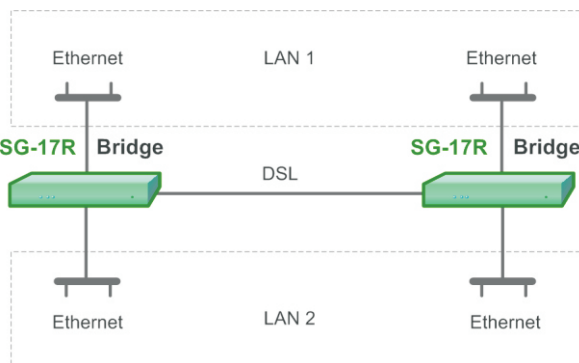 Ethernet LAN 1 Ethernet
SG-17R Bridge SG-17R Bridge
DSL
Ethernet LAN 2 Ethernet